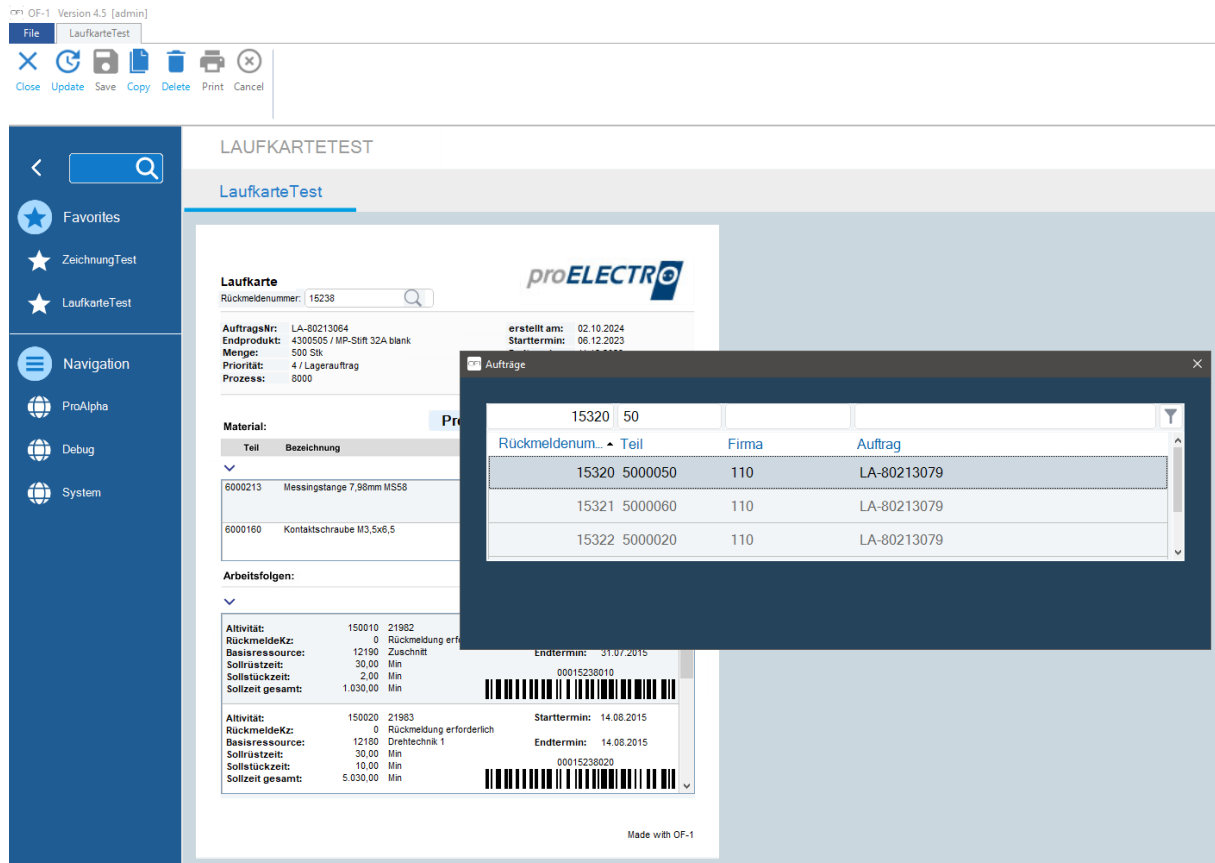 OF-1 Version 4.5 [admin]
File LaufkarteTest
Close Update Save Copy Delete Print Cancel
LAUFKARTETEST
LaufkarteTest
Favorites
ZeichnungTest
LaufkarteTest
Navigation
ProAlpha
Debug
System
proELECTRO
Laufkarte
Rückmeldenummer: 15238
AuftragsNr: LA-80213064 erstellt am: 02.10.2024
Endprodukt: 4300505 / MP-Stift 32A blank Starttermin: 06.12.2023
Menge: 500 Stk
Priorität: 4 / Lagerauftrag
Prozess: 8000
Material:
Teil Bezeichnung
6000213 Messingstange 7,98mm MS58
6000160 Kontaktschraube M3,5x6,5
Arbeitsfolgen:
Altivität: 150010 21982
RückmeldeKz: 0 Rückmeldung
Basisressource: 12190 Zuschnitt Endtermin: 31.07.2015
Sollrüstzeit: 30,00 Min
Sollstückzeit: 2,00 Min 00015238010
Sollzeit gesamt: 1.030,00 Min
Altivität: 150020 21983 Starttermin: 14.08.2015
RückmeldeKz: 0 Rückmeldung erforderlich
Basisressource: 12180 Drehtechnik 1 Endtermin: 14.08.2015
Sollrüstzeit: 30,00 Min
Sollstückzeit: 10,00 Min 00015238020
Sollzeit gesamt: 5.030,00 Min
Made with OF-1
Aufträge
15320 50
Rückmeldenum... Teil Firma Auftrag
15320 5000050 110 LA-80213079
15321 5000060 110 LA-80213079
15322 5000020 110 LA-80213079